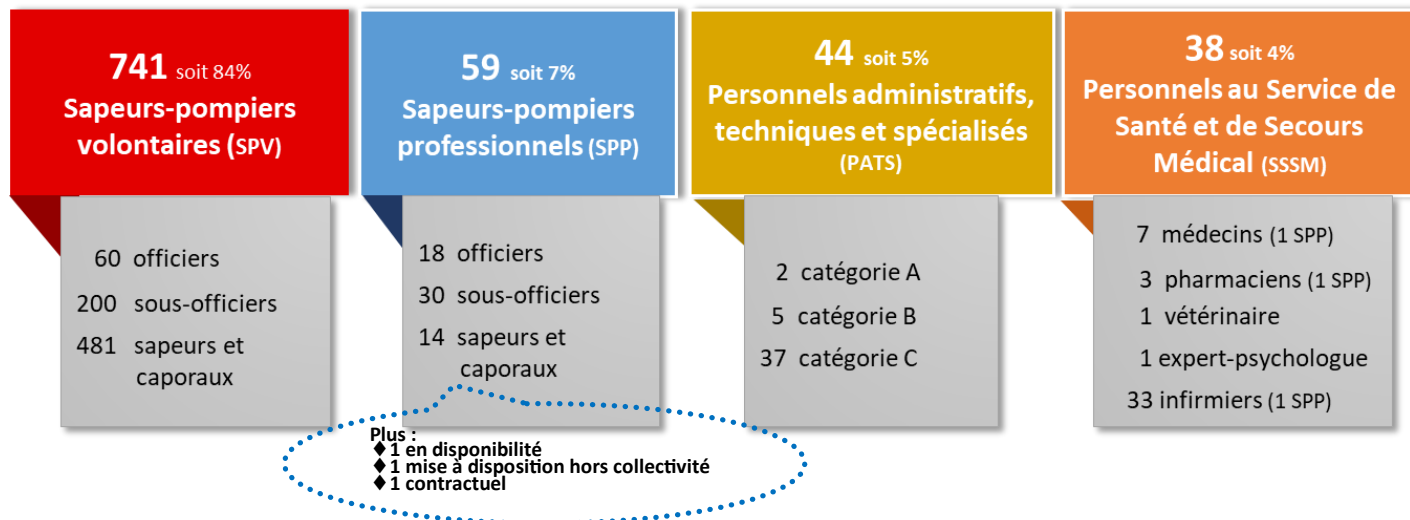 741 soit 84%
Sapeurs-pompiers
volontaires (SPV)
60 officiers
200 sous-officiers
481 sapeurs et
caporaux
59 soit 7%
Sapeurs-pompiers
professionnels (SPP)
18 officiers
30 sous-officiers
14 sapeurs et
caporaux
Plus :
♦1 en disponibilité
♦1 mise à disposition hors collectivité
♦1 contractuel
44 soit 5%
Personnels administratifs,
techniques et spécialisés
(PATS)
2 catégorie A
5 catégorie B
37 catégorie C
38 soit 4%
Personnels au Service de
Santé et de Secours
Médical (SSSM)
7 médecins (1 SPP)
3 pharmaciens (1 SPP)
1 vétérinaire
1 expert-psychologue
33 infirmiers (1 SPP)